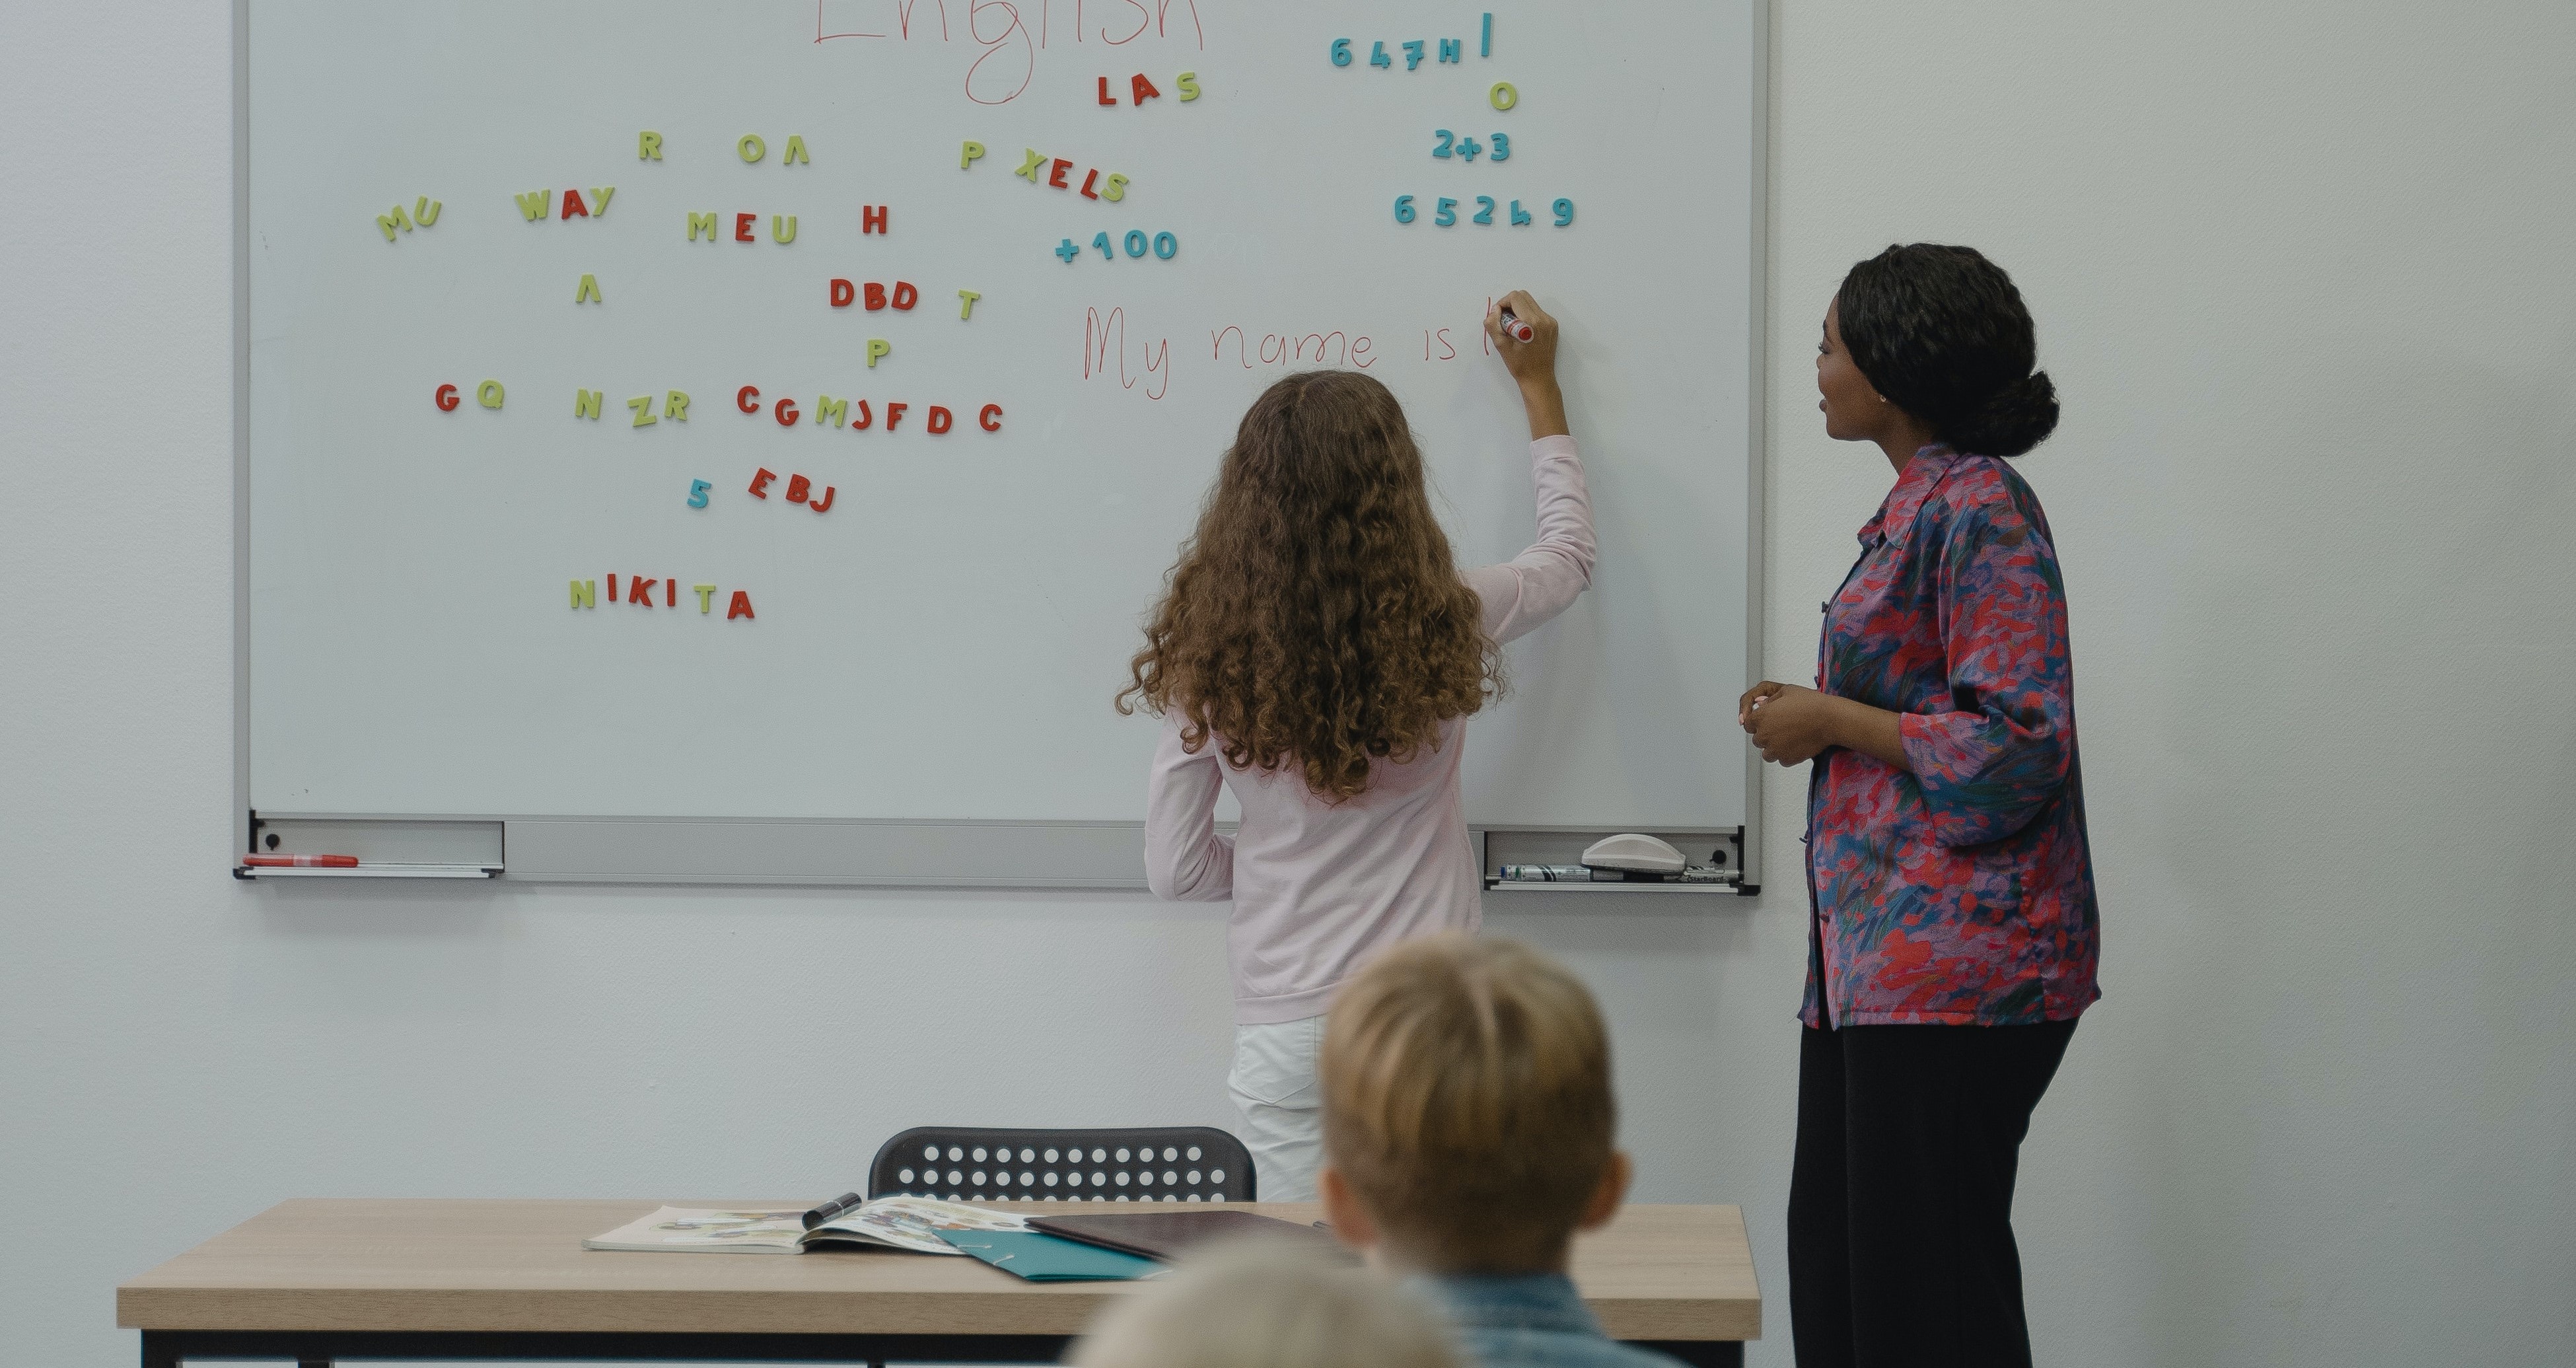 English
647H
LAS
O
R OA P XELS
2+3
MU WAY MEU H
65249
+100
DBD T
My name is
P
GQ NZR CGMJFDC
5 EBJ
NIKITA